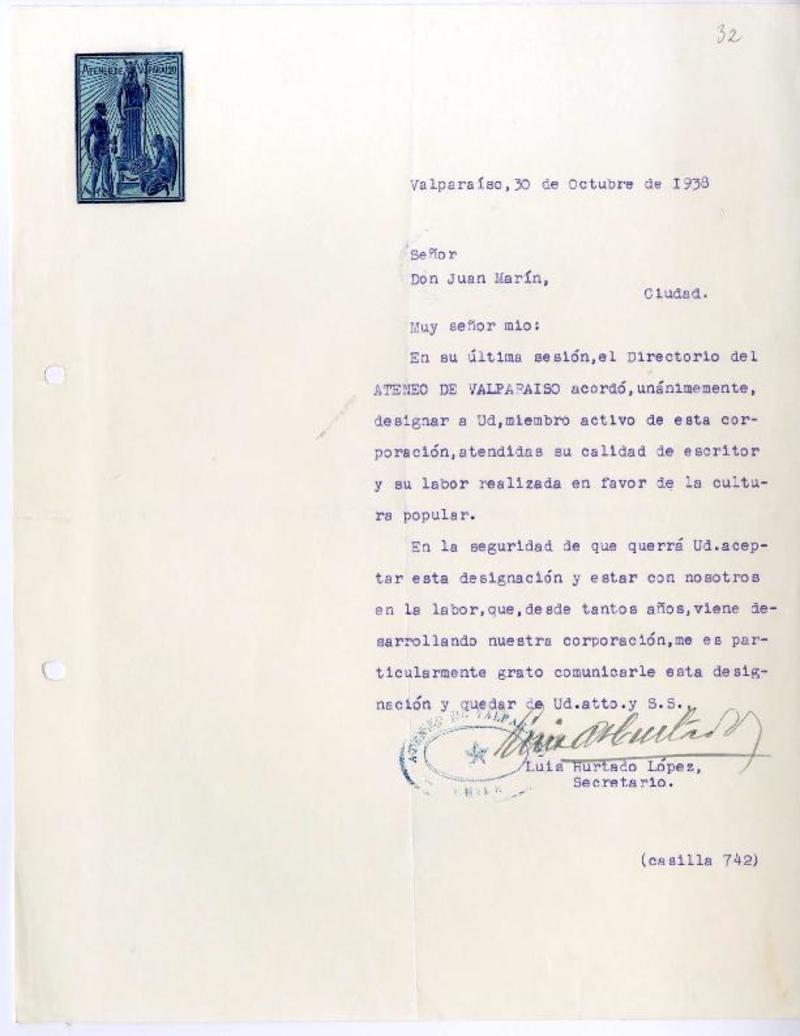 32
ATENEO DE VALPARAISO
Valparaíso,30 de Octubre de 1938
Señor
Don Juan Marín,
Ciudad.
Muy señor mio:
En su última sesión,el Directorio del
ATENEO DE VALPARAISO acordó,unánimemente,
designar a Ud,miembro activo de esta cor-
poración,atendidas su calidad de escritor
y su labor realizada en favor de la cultu-
ra popular.
En la seguridad de que querrá Ud.acep-
tar esta designación y estar con nosotros
en la labor,que,desde tantos años,viene de-
sarrollando nuestra corporación,me es par-
ticularmente grato comunicarle esta desig-
nación y quedar de Ud.atto.y S.S.
ATENEO DE VALPARAISO
CHILE
Luis Hurtado López,
Secretario.
(casilla 742)